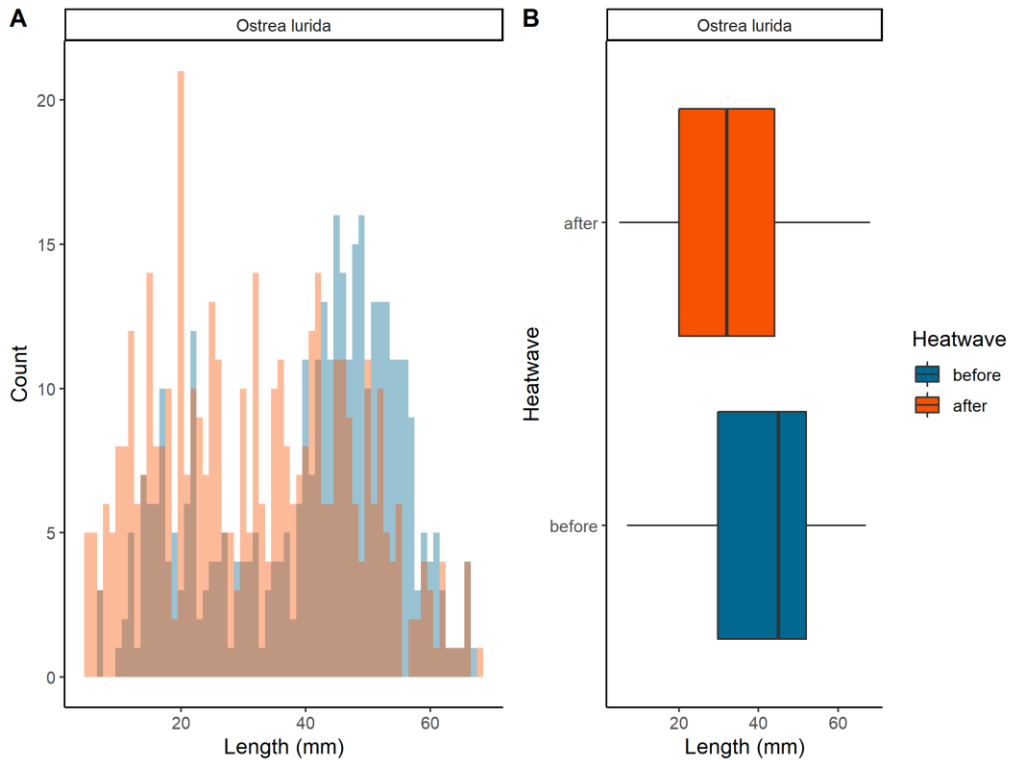 A
Ostrea lurida
Count
20
15
10
5
0
20
40
60
Length (mm)
B
Ostrea lurida
Heatwave
after
before
20
40
60
Length (mm)
Heatwave
before
after